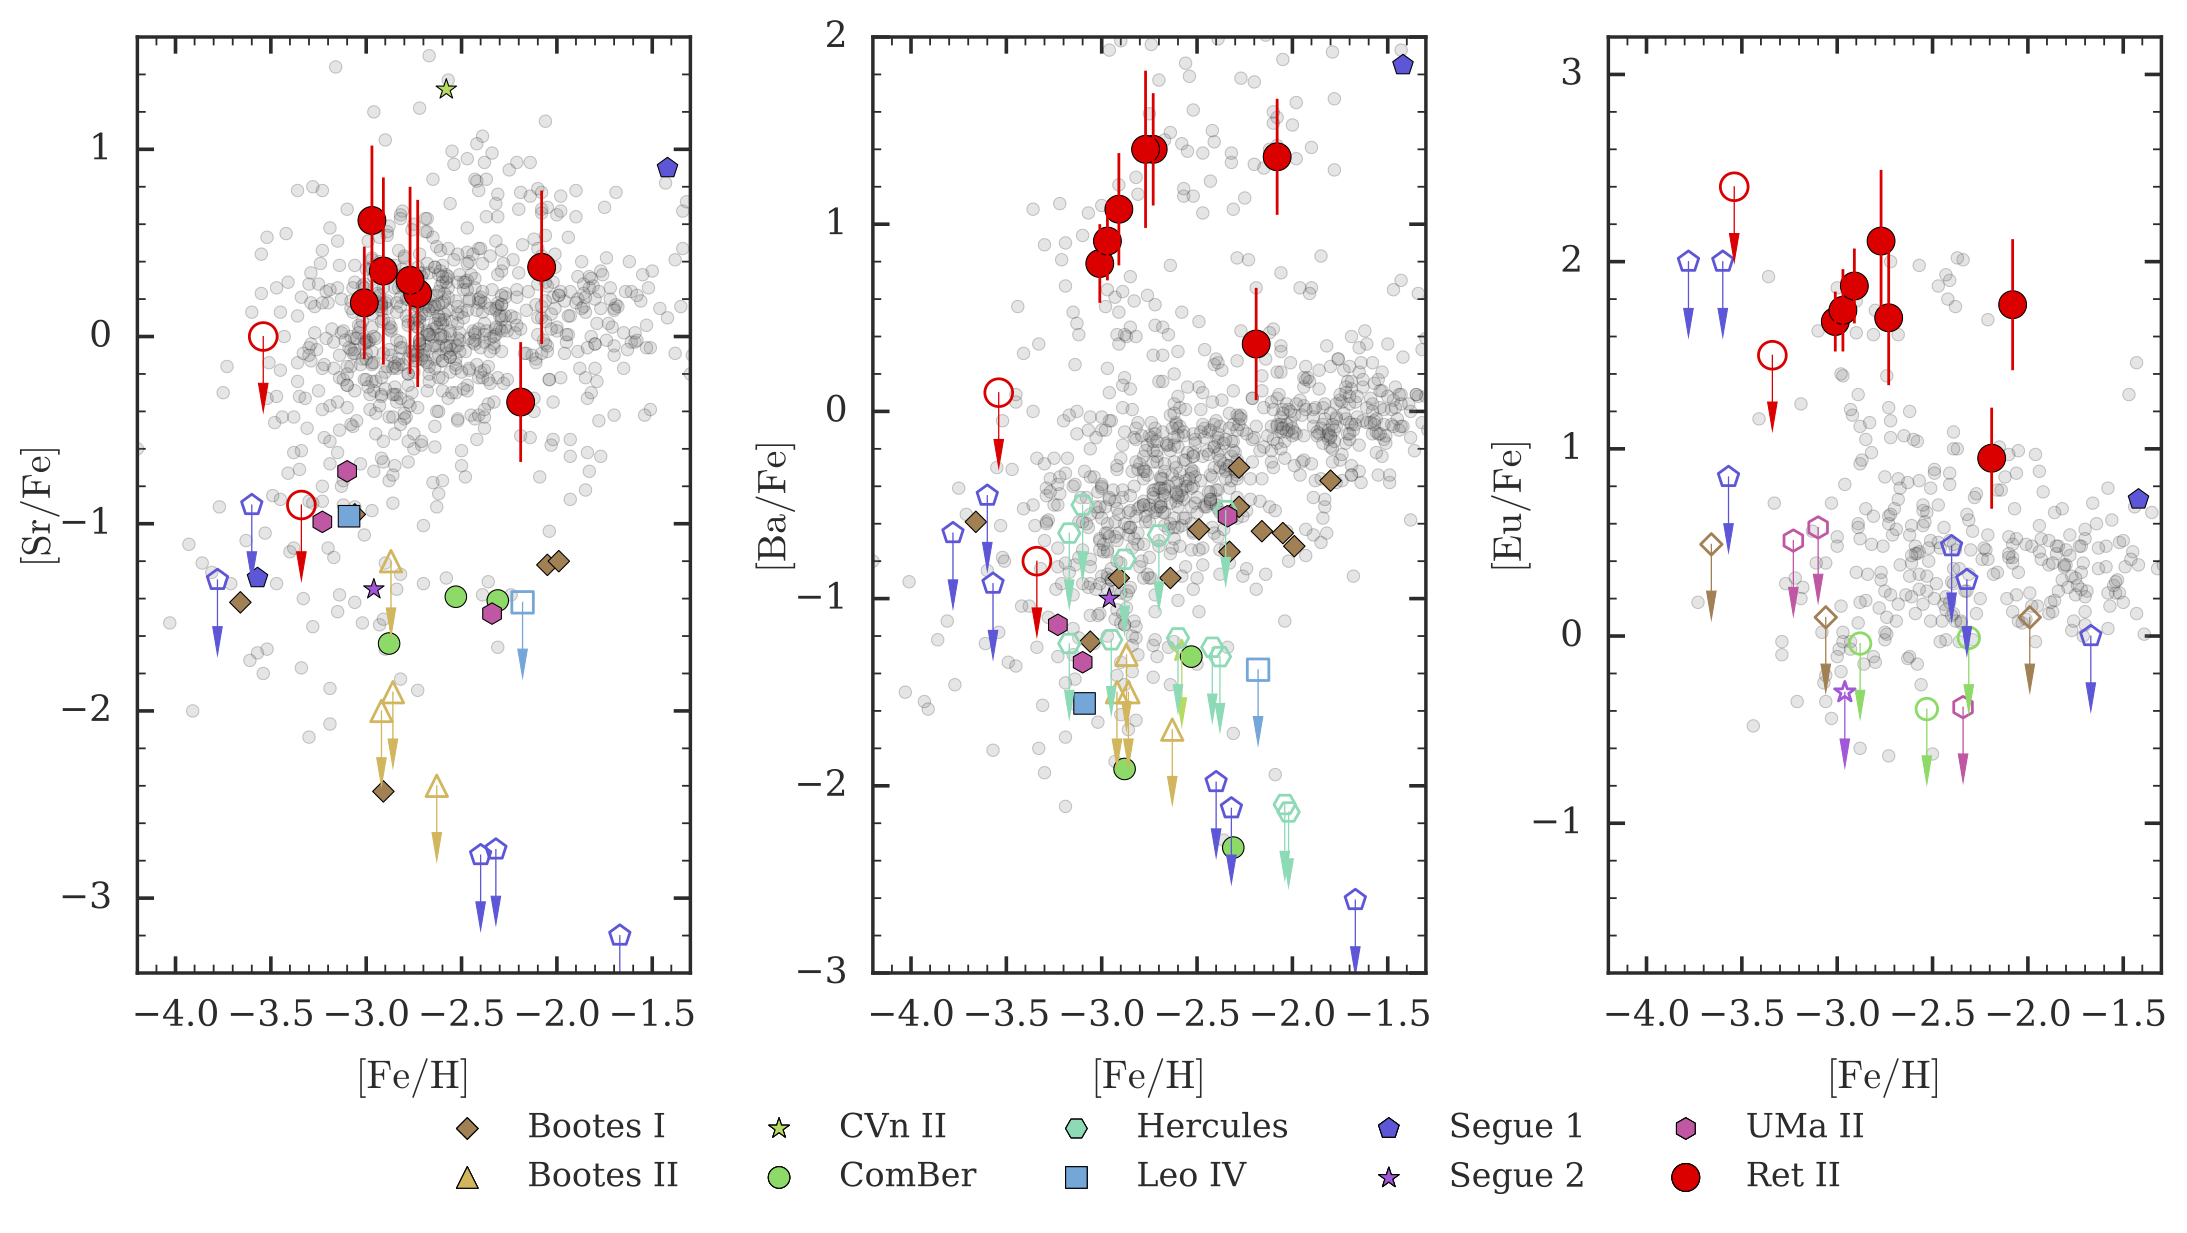 [Sr/Fe]
1
0
−1
−2
−3
−4.0 −3.5 −3.0 −2.5 −2.0 −1.5
[Fe/H]
[Ba/Fe]
2
1
0
−1
−2
−3
−4.0 −3.5 −3.0 −2.5 −2.0 −1.5
[Fe/H]
[Eu/Fe]
3
2
1
0
−1
−4.0 −3.5 −3.0 −2.5 −2.0 −1.5
[Fe/H]
Bootes I CVn II Hercules Segue 1 UMa II
Bootes II ComBer Leo IV Segue 2 Ret II